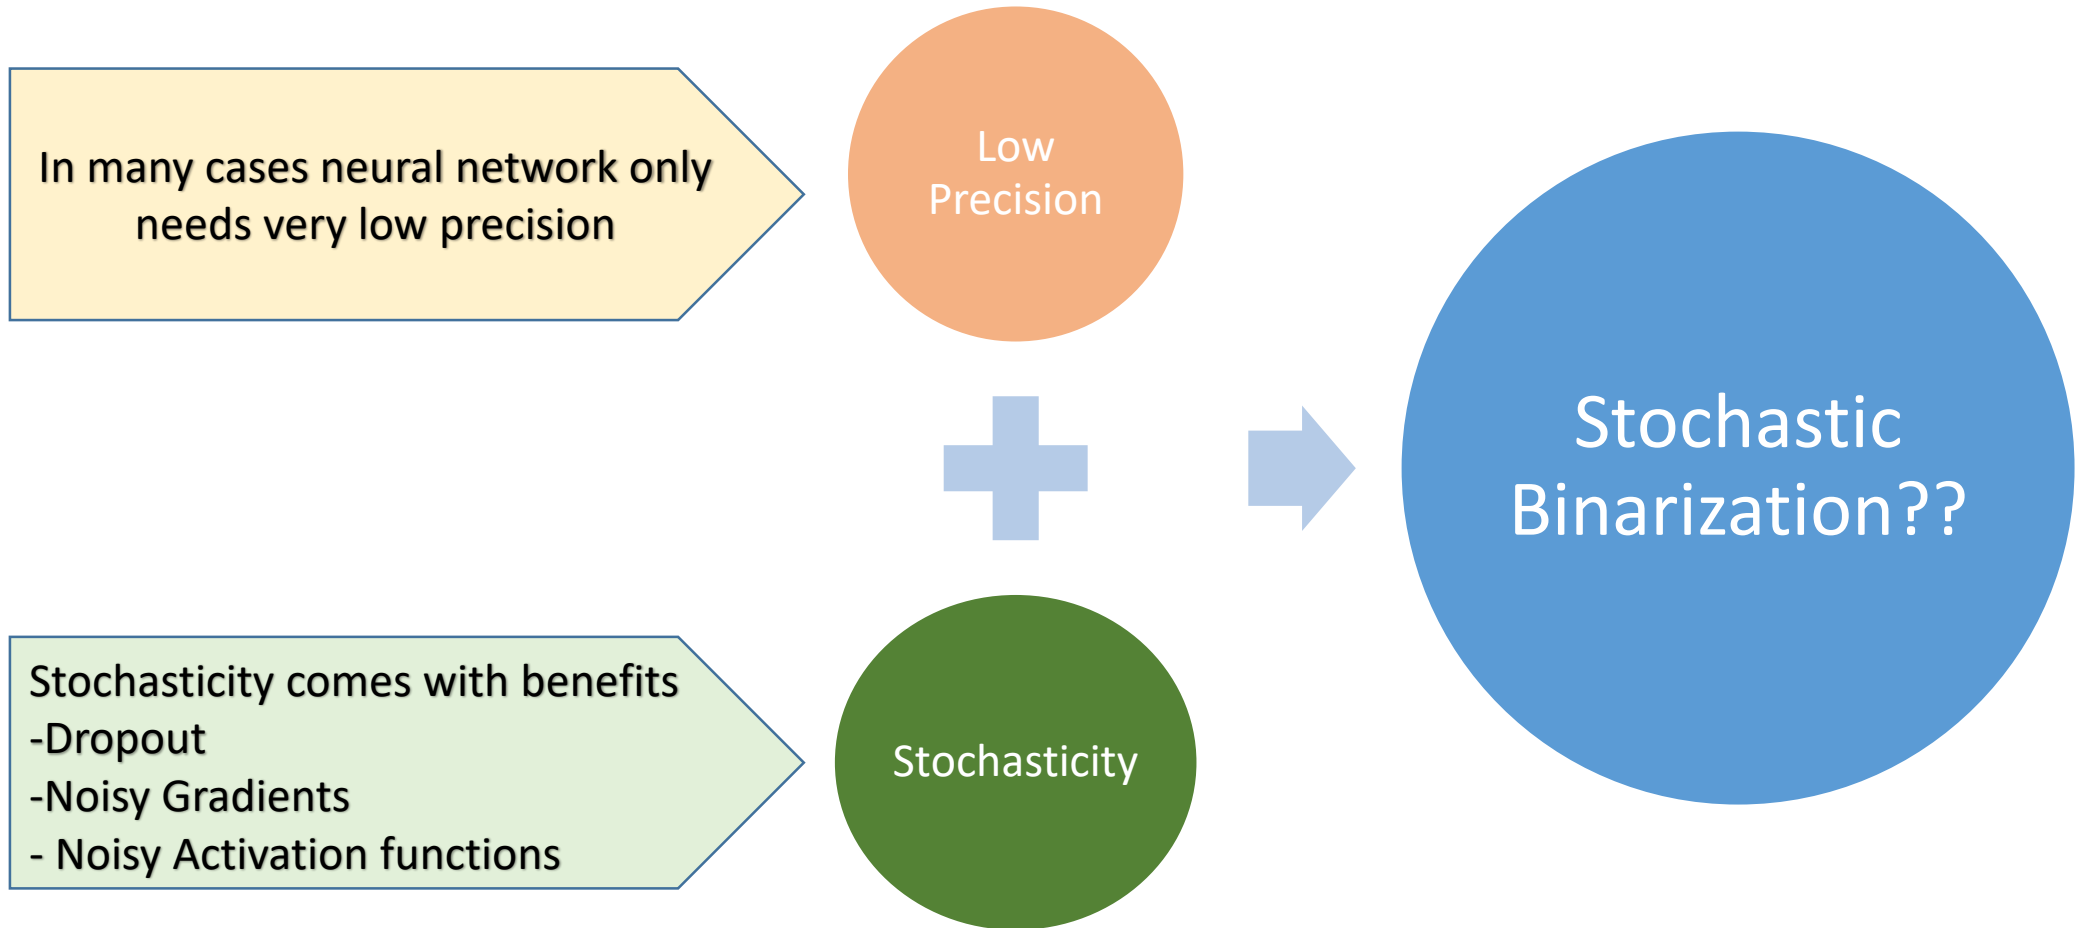 In many cases neural network only
needs very low precision
Low
Precision
Stochastic
Binarization??
Stochasticity comes with benefits
-Dropout
-Noisy Gradients
- Noisy Activation functions
Stochasticity